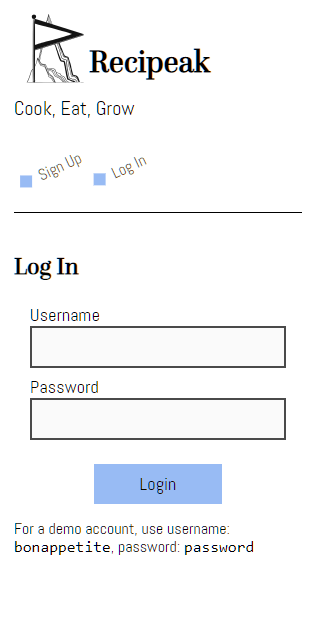 Recipeak
Cook, Eat, Grow
Sign Up
Log In
Log In
Username
Password
Login
For a demo account, use username:
bonappetite, password: password